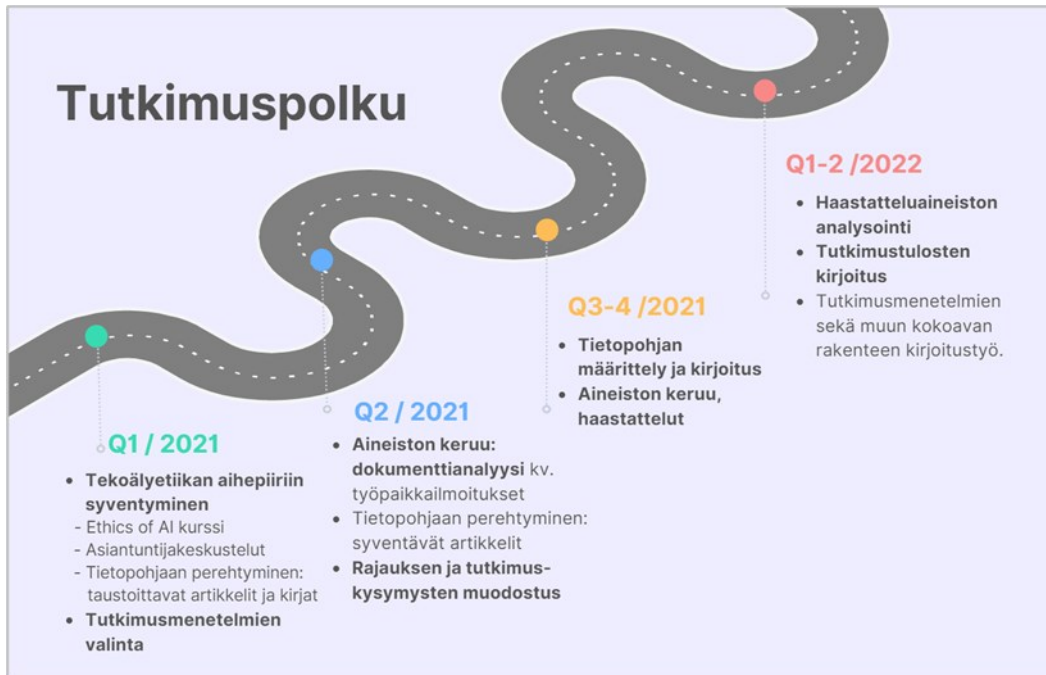 Tutkimuspolku
Q1 / 2021
• Tekoälyetiikan aihepiiriin
syventyminen
- Ethics of AI kurssi
- Asiantuntijakeskustelut
- Tietopohjaan perehtyminen:
taustoittavat artikkelit ja kirjat
• Tutkimusmenetelmien
valinta
Q2 / 2021
• Aineiston keruu:
dokumenttianalyysi kv.
työpaikkailmoitukset
• Tietopohjaan perehtyminen:
syventävät artikkelit
• Rajauksen ja tutkimus-
kysymysten muodostus
Q3-4 /2021
• Tietopohjan
määrittely ja kirjoitus
• Aineiston keruu,
haastattelut
Q1-2 /2022
• Haastatteluaineiston
analysointi
• Tutkimustulosten
kirjoitus
• Tutkimusmenetelmien
sekä muun kokoavan
rakenteen kirjoitustyö.